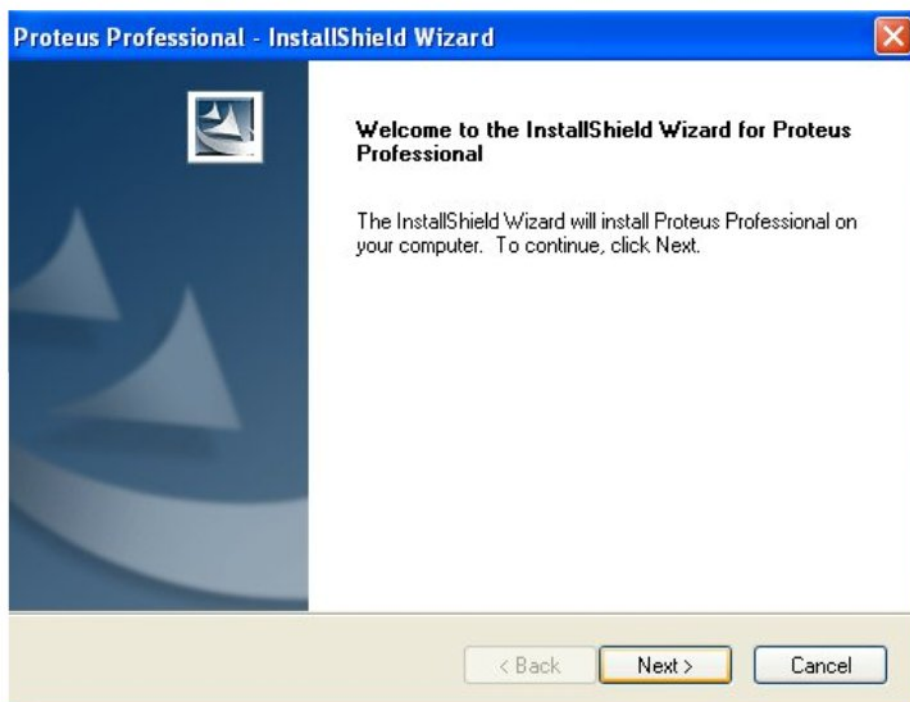 Proteus Professional - InstallShield Wizard
Welcome to the InstallShield Wizard for Proteus
Professional
The InstallShield Wizard will install Proteus Professional on
your computer. To continue, click Next.
< Back
Next >
Cancel